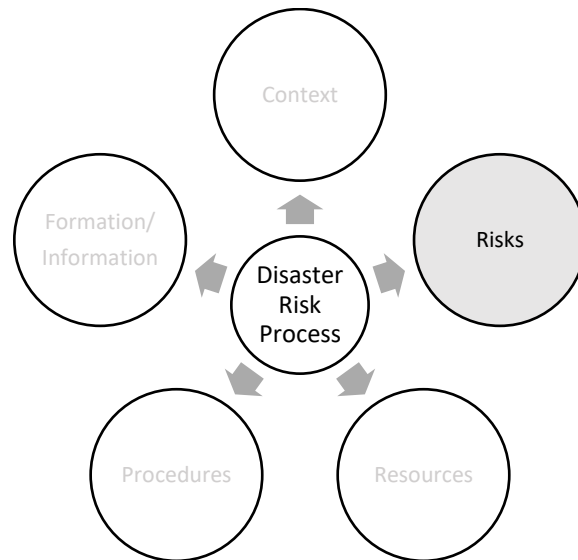 Context
Formation/
Information
Risks
Disaster
Risk
Process
Procedures
Resources